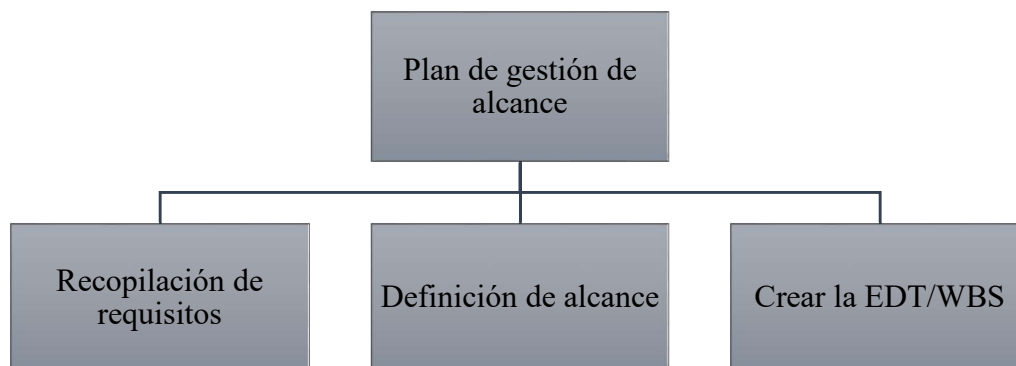 Plan de gestión de
alcance
Recopilación de
requisitos
Definición de alcance
Crear la EDT/WBS